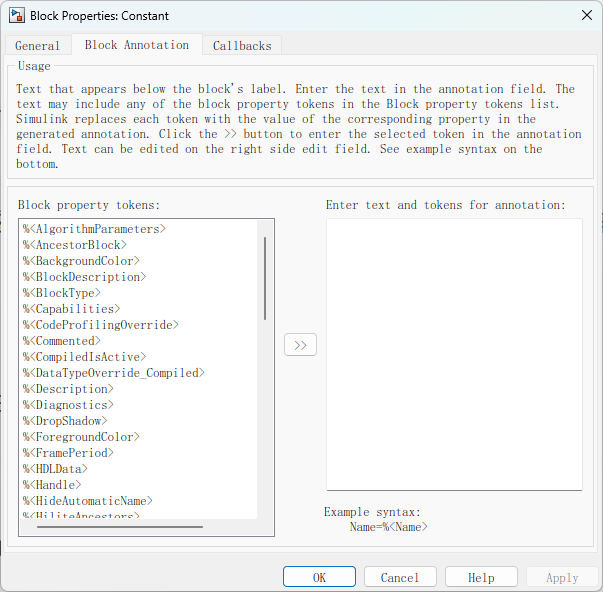 Block Properties: Constant
General
Block Annotation
Callbacks
Usage
Text that appears below the block's label. Enter the text in the annotation field. The
text may include any of the block property tokens in the Block property tokens list.
Simulink replaces each token with the value of the corresponding property in the
generated annotation. Click the >> button to enter the selected token in the annotation
field. Text can be edited on the right side edit field. See example syntax on the
bottom.
Block property tokens:
%<AlgorithmParameters>
%<AncestorBlock>
%<BackgroundColor>
%<BlockDescription>
%<BlockType>
%<Capabilities>
%<CodeProfilingOverride>
%<Commented>
%<CompiledIsActive>
%<DataTypeOverride_Compiled>
%<Description>
%<Diagnostics>
%<DropShadow>
%<ForegroundColor>
%<FramePeriod>
%<HDLData>
%<Handle>
%<HideAutomaticName>
%<HiliteAncestors>
>>
Enter text and tokens for annotation:
Example syntax:
Name=%<Name>
OK
Cancel
Help
Apply